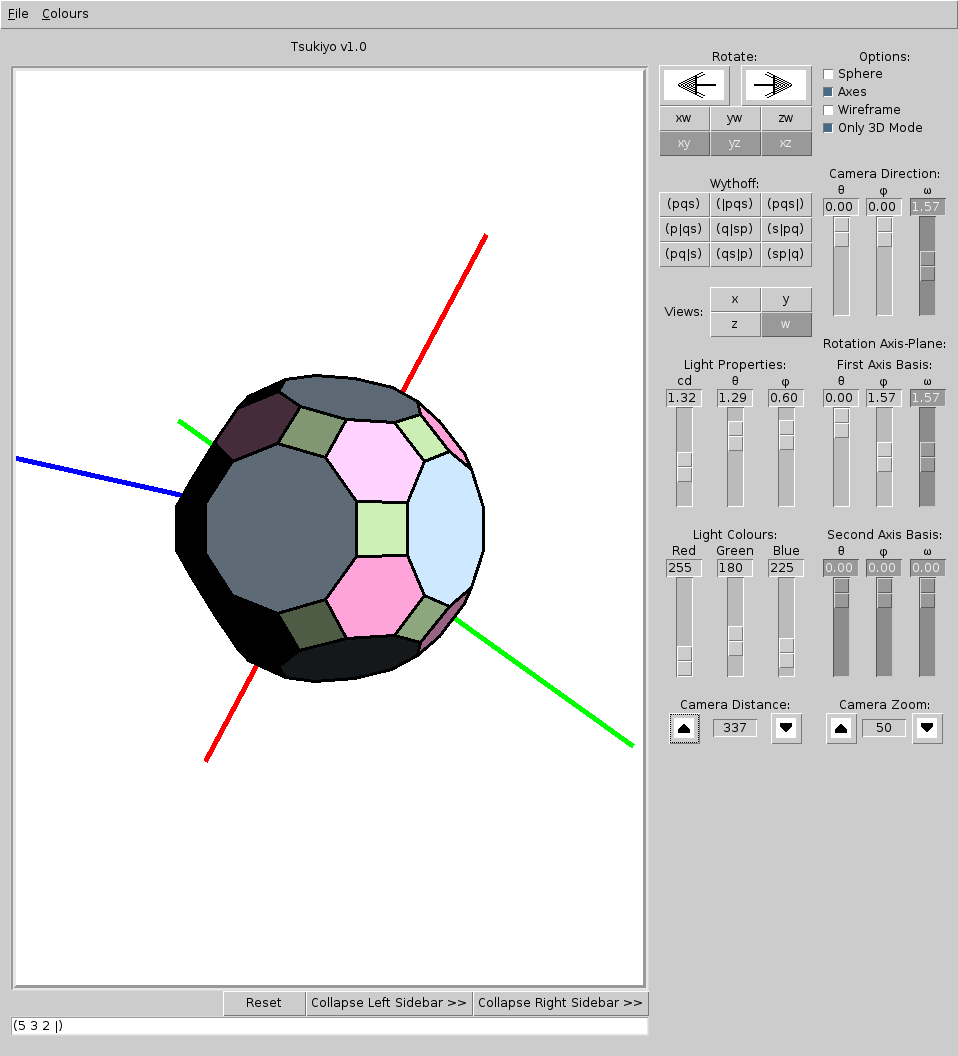 File Colours
Tsukiyo v1.0
Rotate:
xw yw zw
xy yz xz
Wythoff:
(pqs) (|pqs) (pqs|)
(p|qs) (q|sp) (s|pq)
(pq|s) (qs|p) (sp|q)
Views:
x y
z w
Light Properties:
cd θ φ
1.32 1.29 0.60
Light Colours:
Red Green Blue
255 180 225
Camera Distance:
337
Options:
Sphere
Axes
Wireframe
Only 3D Mode
Camera Direction:
θ φ ω
0.00 0.00 1.57
Rotation Axis-Plane:
First Axis Basis:
θ φ ω
0.00 1.57 1.57
Second Axis Basis:
θ φ ω
0.00 0.00 0.00
Camera Zoom:
50
Reset Collapse Left Sidebar >> Collapse Right Sidebar >>
(5 3 2 |)